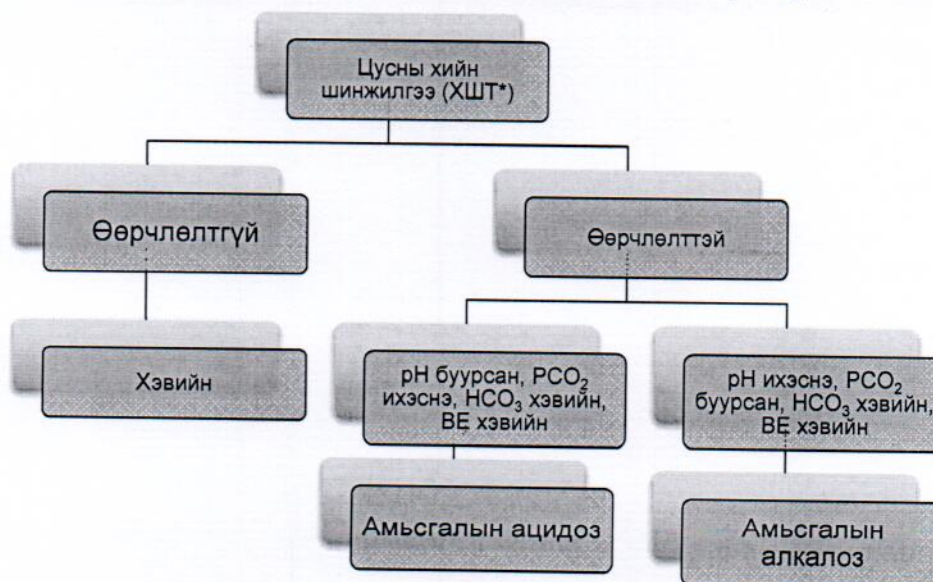 Цусны хийн
шинжилгээ (ХШТ*)
Өөрчлөлтгүй
Өөрчлөлттэй
Хэвийн
pH буурсан, PCO₂
ихэснэ, HCO₃ хэвийн,
BE хэвийн
pH ихэснэ, PCO₂
буурсан, HCO₃ хэвийн,
BE хэвийн
Амьсгалын ацидоз
Амьсгалын
алкалоз